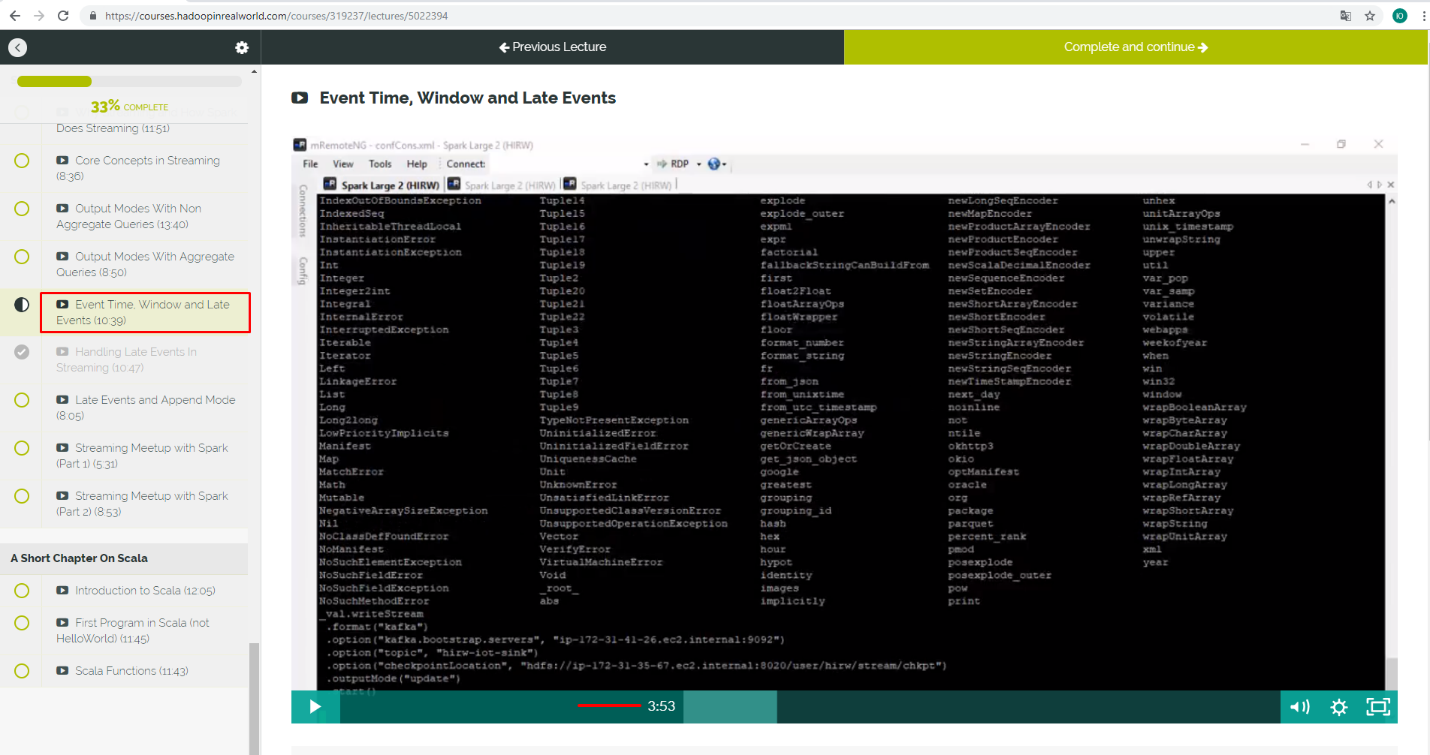 https://courses.hadoopinrealworld.com/courses/319237/lectures/5022394
Previous Lecture
Complete and continue
33% COMPLETE
Does Streaming (11:51)
Core Concepts in Streaming
(8:36)
Output Modes With Non
Aggregate Queries (13:40)
Output Modes With Aggregate
Queries (8:50)
Event Time, Window and Late
Events (10:39)
Handling Late Events In
Streaming (10:47)
Late Events and Append Mode
(8:05)
Streaming Meetup with Spark
(Part 1) (5:31)
Streaming Meetup with Spark
(Part 2) (8:53)
A Short Chapter On Scala
Introduction to Scala (12:05)
First Program in Scala (not
HelloWorld) (11:45)
Scala Functions (11:43)
Event Time, Window and Late Events
mRemoteNG - confCons.xml - Spark Large 2 (HIRW)
File View Tools Help Connect: RDP
Spark Large 2 (HIRW) Spark Large 2 (HIRW) Spark Large 2 (HIRW)
Connections
Config
IndexOutOfBoundsException Tuple14 explode newLongSeqEncoder unhex
IndexedSeq Tuple15 explode_outer newMapEncoder unitArrayOps
InheritableThreadLocal Tuple16 expml newProductArrayEncoder unix_timestamp
InstantiationError Tuple17 expr newProductEncoder unwrapString
InstantiationException Tuple18 factorial newProductSeqEncoder upper
Int Tuple19 fallbackStringCanBuildFrom newScalaDecimalEncoder util
Integer Tuple2 first newSequenceEncoder var_pop
Integer2int Tuple20 float2Float newSetEncoder var_samp
Integral Tuple21 floatArrayOps newShortArrayEncoder variance
InternalError Tuple22 floatWrapper newShortEncoder volatile
InterruptedException Tuple3 floor newShortSeqEncoder webapps
Iterable Tuple4 format_number newStringArrayEncoder weekofyear
Iterator Tuple5 format_string newStringEncoder when
Left Tuple6 fr newStringSeqEncoder win
LinkageError Tuple7 from_json newTimeStampEncoder win32
List Tuple8 from_unixtime next_day window
Long Tuple9 from_utc_timestamp noinline wrapBooleanArray
Long2long TypeNotPresentException genericArrayOps not wrapByteArray
LowPriorityImplicits UninitializedError genericWrapArray ntile wrapCharArray
Manifest UninitializedFieldError getOrCreate okhttp3 wrapDoubleArray
Map UniquenessCache get_json_object okio wrapFloatArray
MatchError Unit google optManifest wrapIntArray
Math UnknownError greatest oracle wrapLongArray
Mutable UnsatisfiedLinkError grouping org wrapRefArray
NegativeArraySizeException UnsupportedClassVersionError grouping_id package wrapShortArray
Nil UnsupportedOperationException hash parquet wrapString
NoClassDefFoundError Vector hex percent_rank wrapUnitArray
NoManifest VerifyError hour pmod xml
NoSuchElementException VirtualMachineError hypot posexplode year
NoSuchFieldError Void identity posexplode_outer
NoSuchFieldException _root_ images pow
NoSuchMethodError abs implicitly print
_val.writeStream
.format("kafka")
.option("kafka.bootstrap.servers", "ip-172-31-41-26.ec2.internal:9092")
.option("topic", "hirw-iot-sink")
.option("checkpointLocation", "hdfs://ip-172-31-35-67.ec2.internal:8020/user/hirw/stream/chkpt")
.outputMode("update")
.start()
3:53